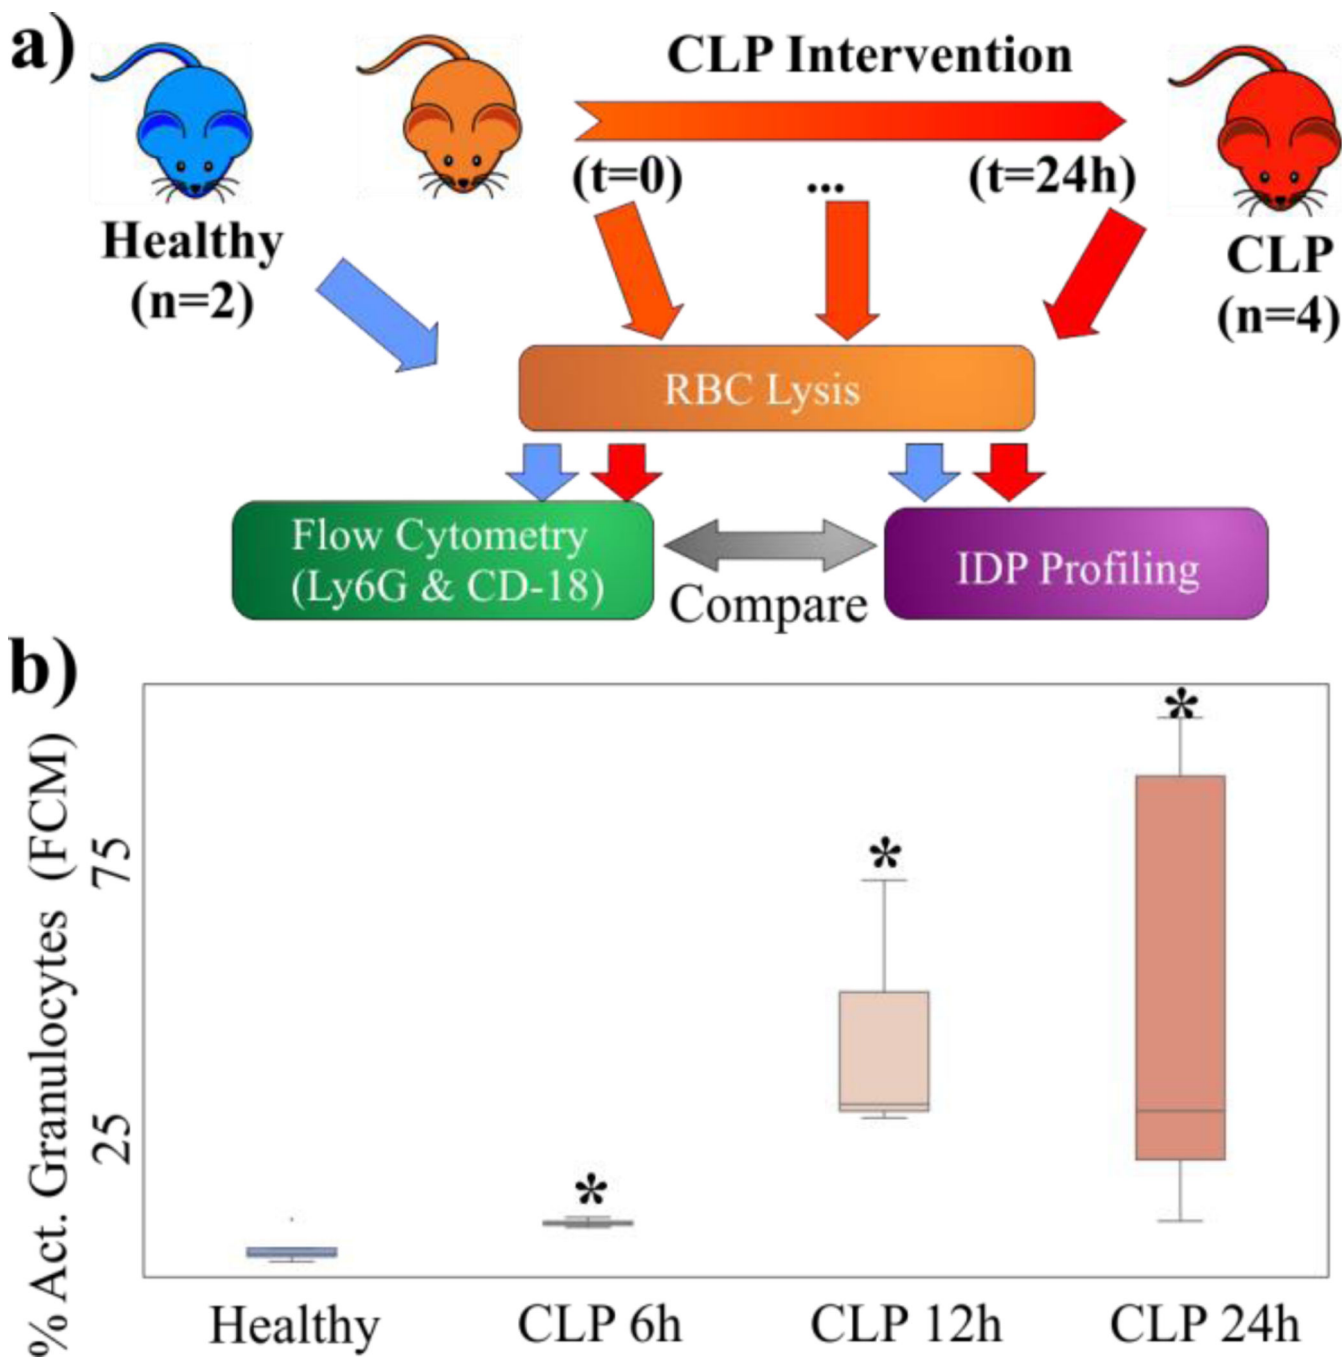 a)
CLP Intervention
(t=0) ... (t=24h)
Healthy
(n=2)
CLP
(n=4)
RBC Lysis
Flow Cytometry
(Ly6G & CD-18)
Compare
IDP Profiling
b)
% Act. Granulocytes (FCM)
75
25
*
*
*
Healthy
CLP 6h
CLP 12h
CLP 24h